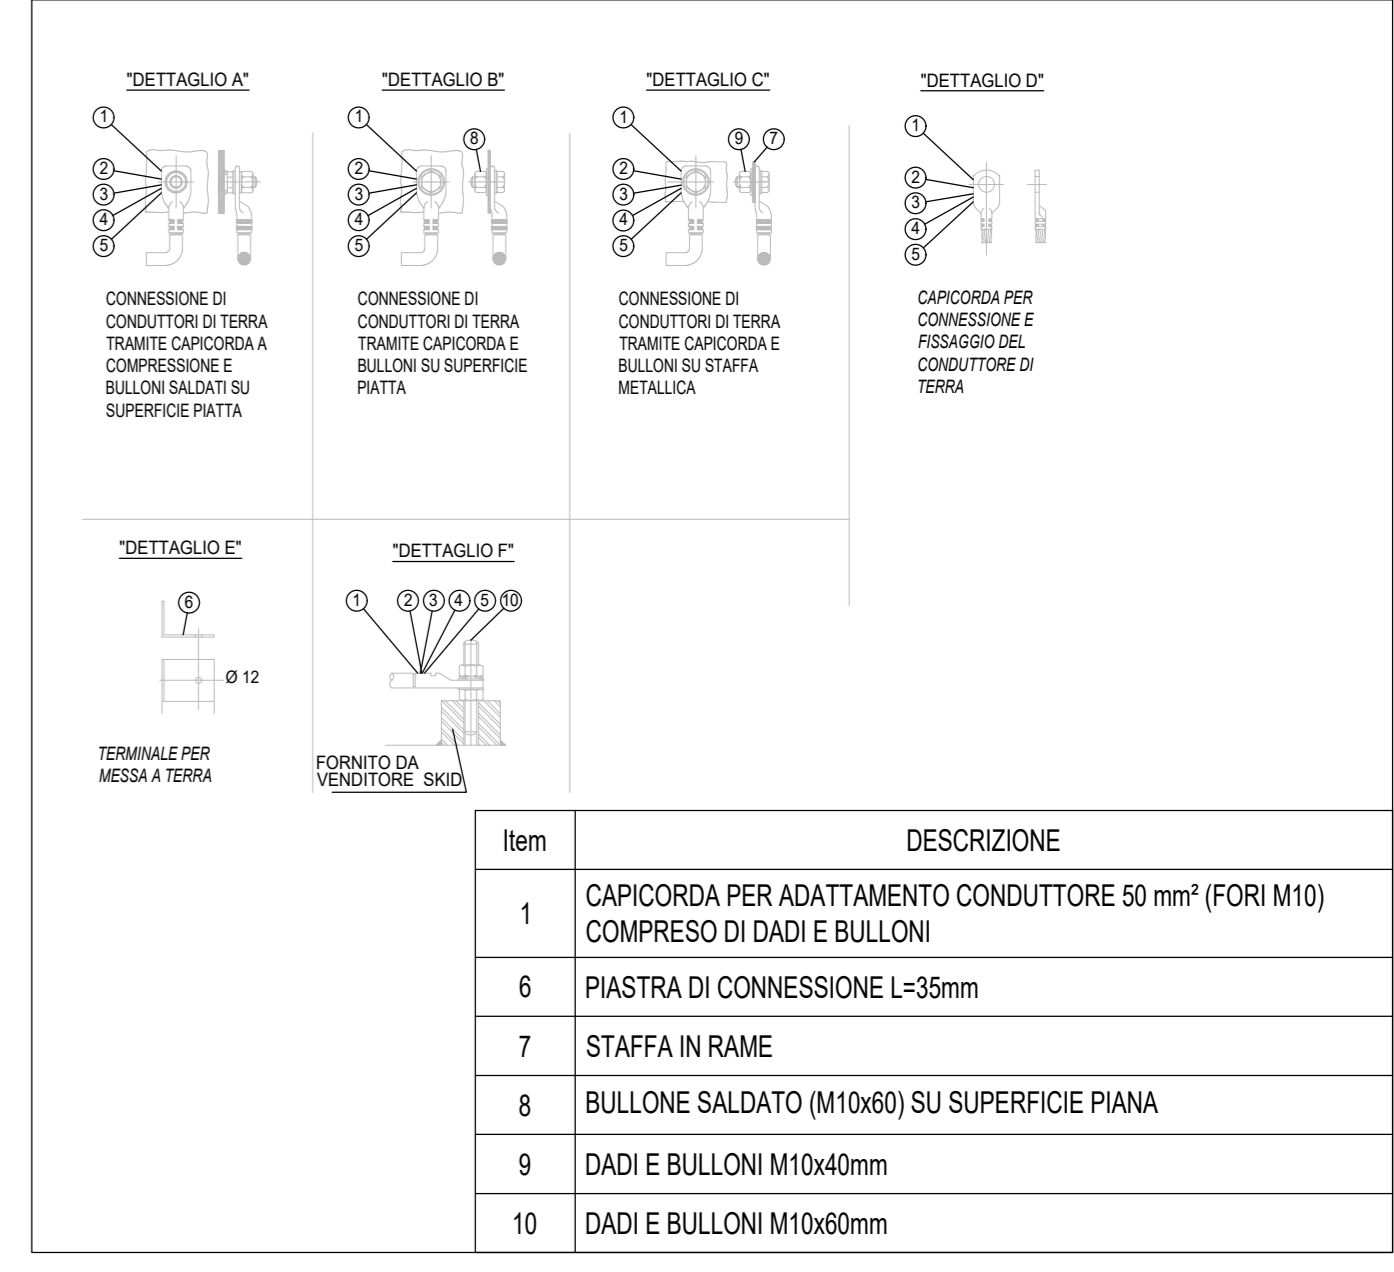 "DETTAGLIO A"
1
2
3
4
5
CONNESSIONE DI
CONDUTTORI DI TERRA
TRAMITE CAPICORDA A
COMPRESSIONE E
BULLONI SALDATI SU
SUPERFICIE PIATTA
"DETTAGLIO B"
1
8
2
3
4
5
CONNESSIONE DI
CONDUTTORI DI TERRA
TRAMITE CAPICORDA E
BULLONI SU SUPERFICIE
PIATTA
"DETTAGLIO C"
1
9 7
2
3
4
5
CONNESSIONE DI
CONDUTTORI DI TERRA
TRAMITE CAPICORDA E
BULLONI SU STAFFA
METALLICA
"DETTAGLIO D"
1
2
3
4
5
CAPICORDA PER
CONNESSIONE E
FISSAGGIO DEL
CONDUTTORE DI
TERRA
"DETTAGLIO E"
6
Ø 12
TERMINALE PER
MESSA A TERRA
"DETTAGLIO F"
1 2 3 4 5 10
FORNITO DA
VENDITORE SKID
Item DESCRIZIONE
1 CAPICORDA PER ADATTAMENTO CONDUTTORE 50 mm² (FORI M10)
COMPRESO DI DADI E BULLONI
6 PIASTRA DI CONNESSIONE L=35mm
7 STAFFA IN RAME
8 BULLONE SALDATO (M10x60) SU SUPERFICIE PIANA
9 DADI E BULLONI M10x40mm
10 DADI E BULLONI M10x60mm